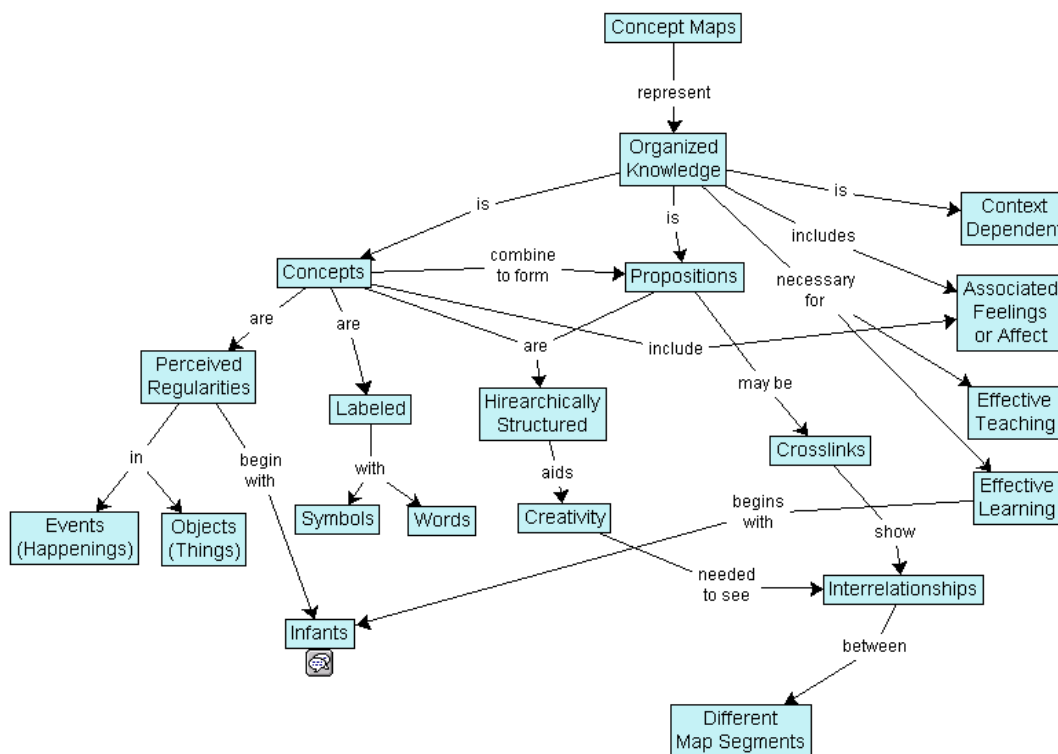 Concept Maps
represent
Organized
Knowledge
is
is
is
Context
Dependent
includes
combine
to form
Concepts
Propositions
necessary
for
Associated
Feelings
or Affect
are
are
are
include
Perceived
Regularities
may be
Effective
Teaching
Labeled
Hirearchically
Structured
Crosslinks
in
begin
with
with
aids
Effective
Learning
begins
with
Events
(Happenings)
Objects
(Things)
Symbols
Words
Creativity
show
needed
to see
Interrelationships
Infants
between
Different
Map Segments